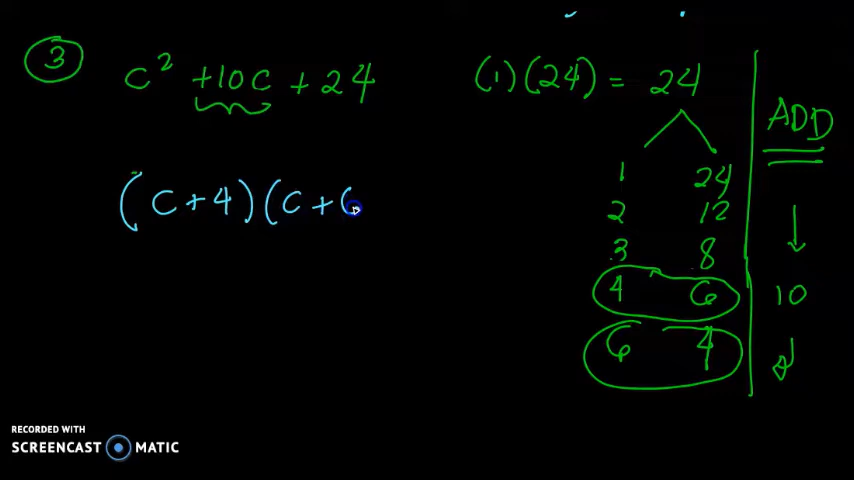 3 c² +10c + 24
(1)(24) = 24
ADD
1 24
2 12
3 8
4 6 10
6 4
(c+4)(c+6
RECORDED WITH
SCREENCAST MATIC